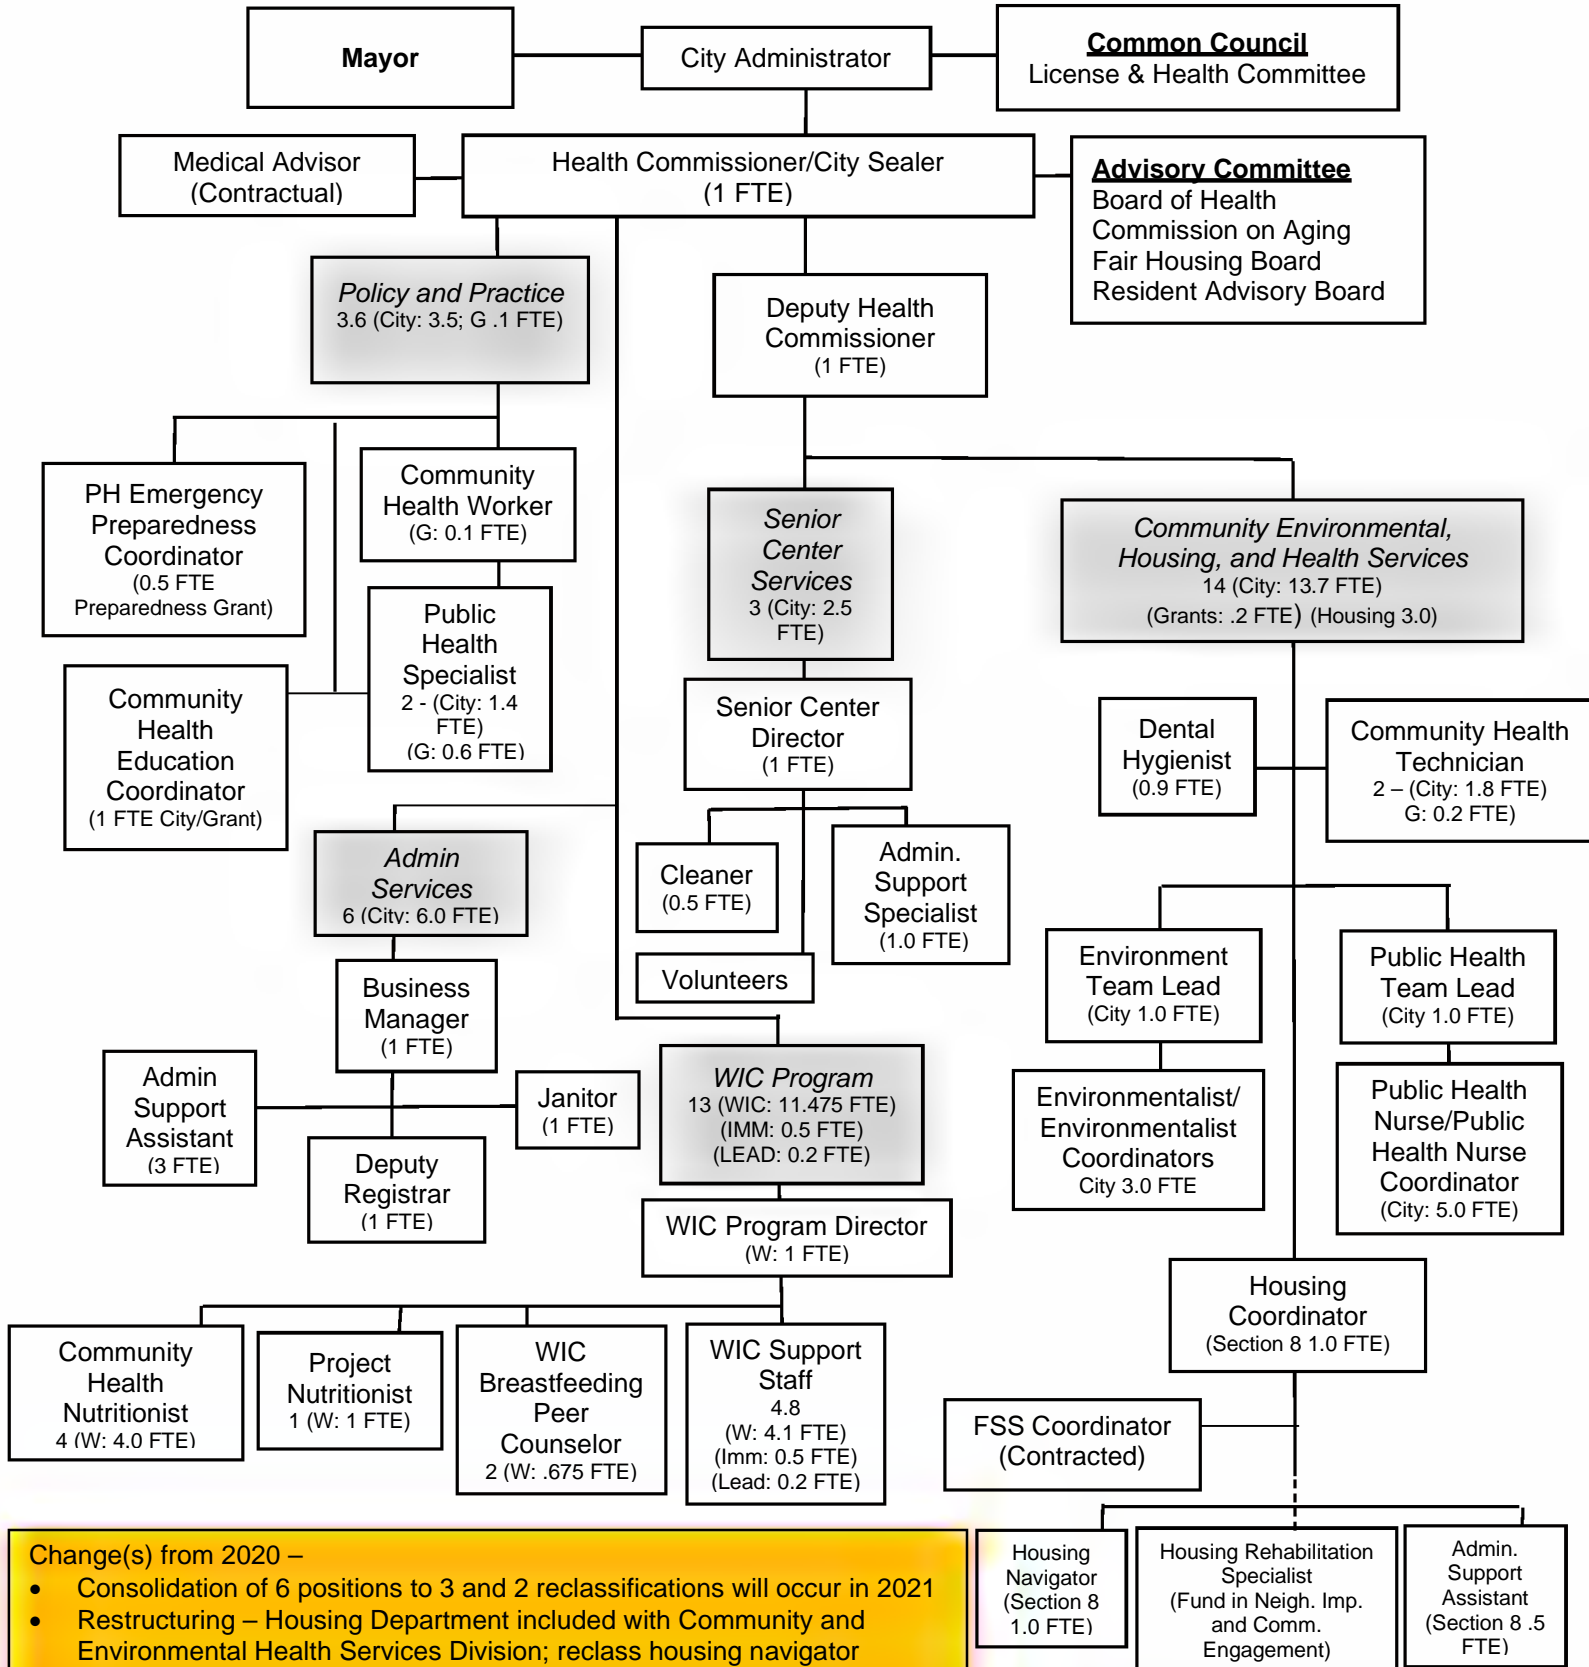 Mayor
City Administrator
Common Council
License & Health Committee
Medical Advisor
(Contractual)
Health Commissioner/City Sealer
(1 FTE)
Advisory Committee
Board of Health
Commission on Aging
Fair Housing Board
Resident Advisory Board
Policy and Practice
3.6 (City: 3.5; G .1 FTE)
Deputy Health
Commissioner
(1 FTE)
PH Emergency
Preparedness
Coordinator
(0.5 FTE
Preparedness Grant)
Community
Health Worker
(G: 0.1 FTE)
Senior
Center
Services
3 (City: 2.5
FTE)
Community Environmental,
Housing, and Health Services
14 (City: 13.7 FTE)
(Grants: .2 FTE) (Housing 3.0)
Community
Health
Education
Coordinator
(1 FTE City/Grant)
Public
Health
Specialist
2 - (City: 1.4
FTE)
(G: 0.6 FTE)
Senior Center
Director
(1 FTE)
Dental
Hygienist
(0.9 FTE)
Community Health
Technician
2 – (City: 1.8 FTE)
G: 0.2 FTE)
Admin
Services
6 (City: 6.0 FTE)
Cleaner
(0.5 FTE)
Admin.
Support
Specialist
(1.0 FTE)
Volunteers
Environment
Team Lead
(City 1.0 FTE)
Public Health
Team Lead
(City 1.0 FTE)
Business
Manager
(1 FTE)
Admin
Support
Assistant
(3 FTE)
Janitor
(1 FTE)
Deputy
Registrar
(1 FTE)
WIC Program
13 (WIC: 11.475 FTE)
(IMM: 0.5 FTE)
(LEAD: 0.2 FTE)
Environmentalist/
Environmentalist
Coordinators
City 3.0 FTE
Public Health
Nurse/Public
Health Nurse
Coordinator
(City: 5.0 FTE)
WIC Program Director
(W: 1 FTE)
Housing
Coordinator
(Section 8 1.0 FTE)
Community
Health
Nutritionist
4 (W: 4.0 FTE)
Project
Nutritionist
1 (W: 1 FTE)
WIC
Breastfeeding
Peer
Counselor
2 (W: .675 FTE)
WIC Support
Staff
4.8
(W: 4.1 FTE)
(Imm: 0.5 FTE)
(Lead: 0.2 FTE)
FSS Coordinator
(Contracted)
Housing
Navigator
(Section 8
1.0 FTE)
Housing Rehabilitation
Specialist
(Fund in Neigh. Imp.
and Comm.
Engagement)
Admin.
Support
Assistant
(Section 8 .5
FTE)
Change(s) from 2020 –
• Consolidation of 6 positions to 3 and 2 reclassifications will occur in 2021
• Restructuring – Housing Department included with Community and
Environmental Health Services Division; reclass housing navigator